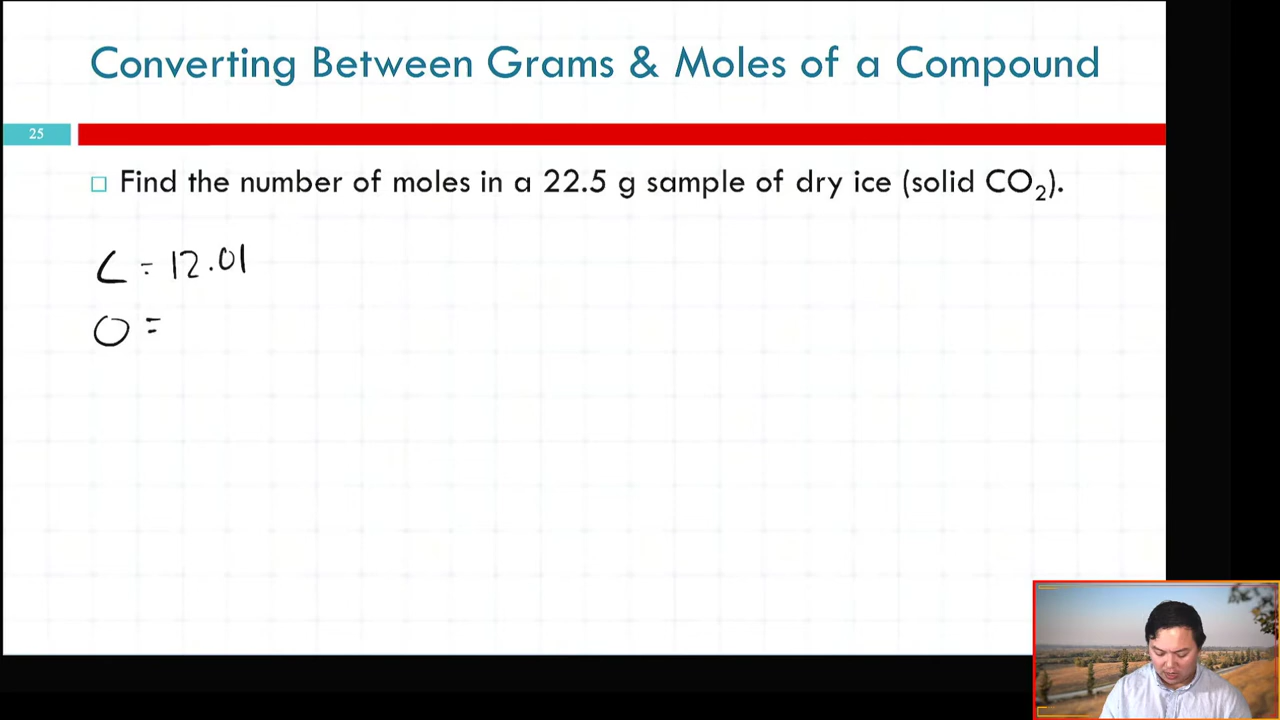 Converting Between Grams & Moles of a Compound
25
Find the number of moles in a 22.5 g sample of dry ice (solid CO₂).
C = 12.01
O =